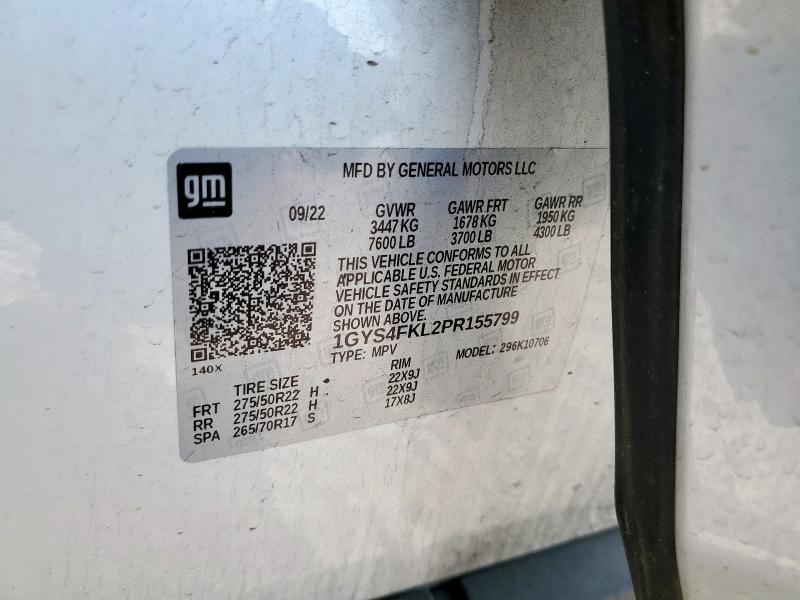 gm
MFD BY GENERAL MOTORS LLC
09/22 GVWR GAWR FRT GAWR RR
3447 KG 1678 KG 1950 KG
7600 LB 3700 LB 4300 LB
THIS VEHICLE CONFORMS TO ALL
APPLICABLE U.S. FEDERAL MOTOR
VEHICLE SAFETY STANDARDS IN EFFECT
ON THE DATE OF MANUFACTURE
SHOWN ABOVE.
1GYS4FKL2PR155799
TYPE: MPV MODEL: 296K10706
140X
TIRE SIZE RIM
FRT 275/50R22 H 22X9J
RR 275/50R22 H 22X9J
SPA 265/70R17 S 17X8J